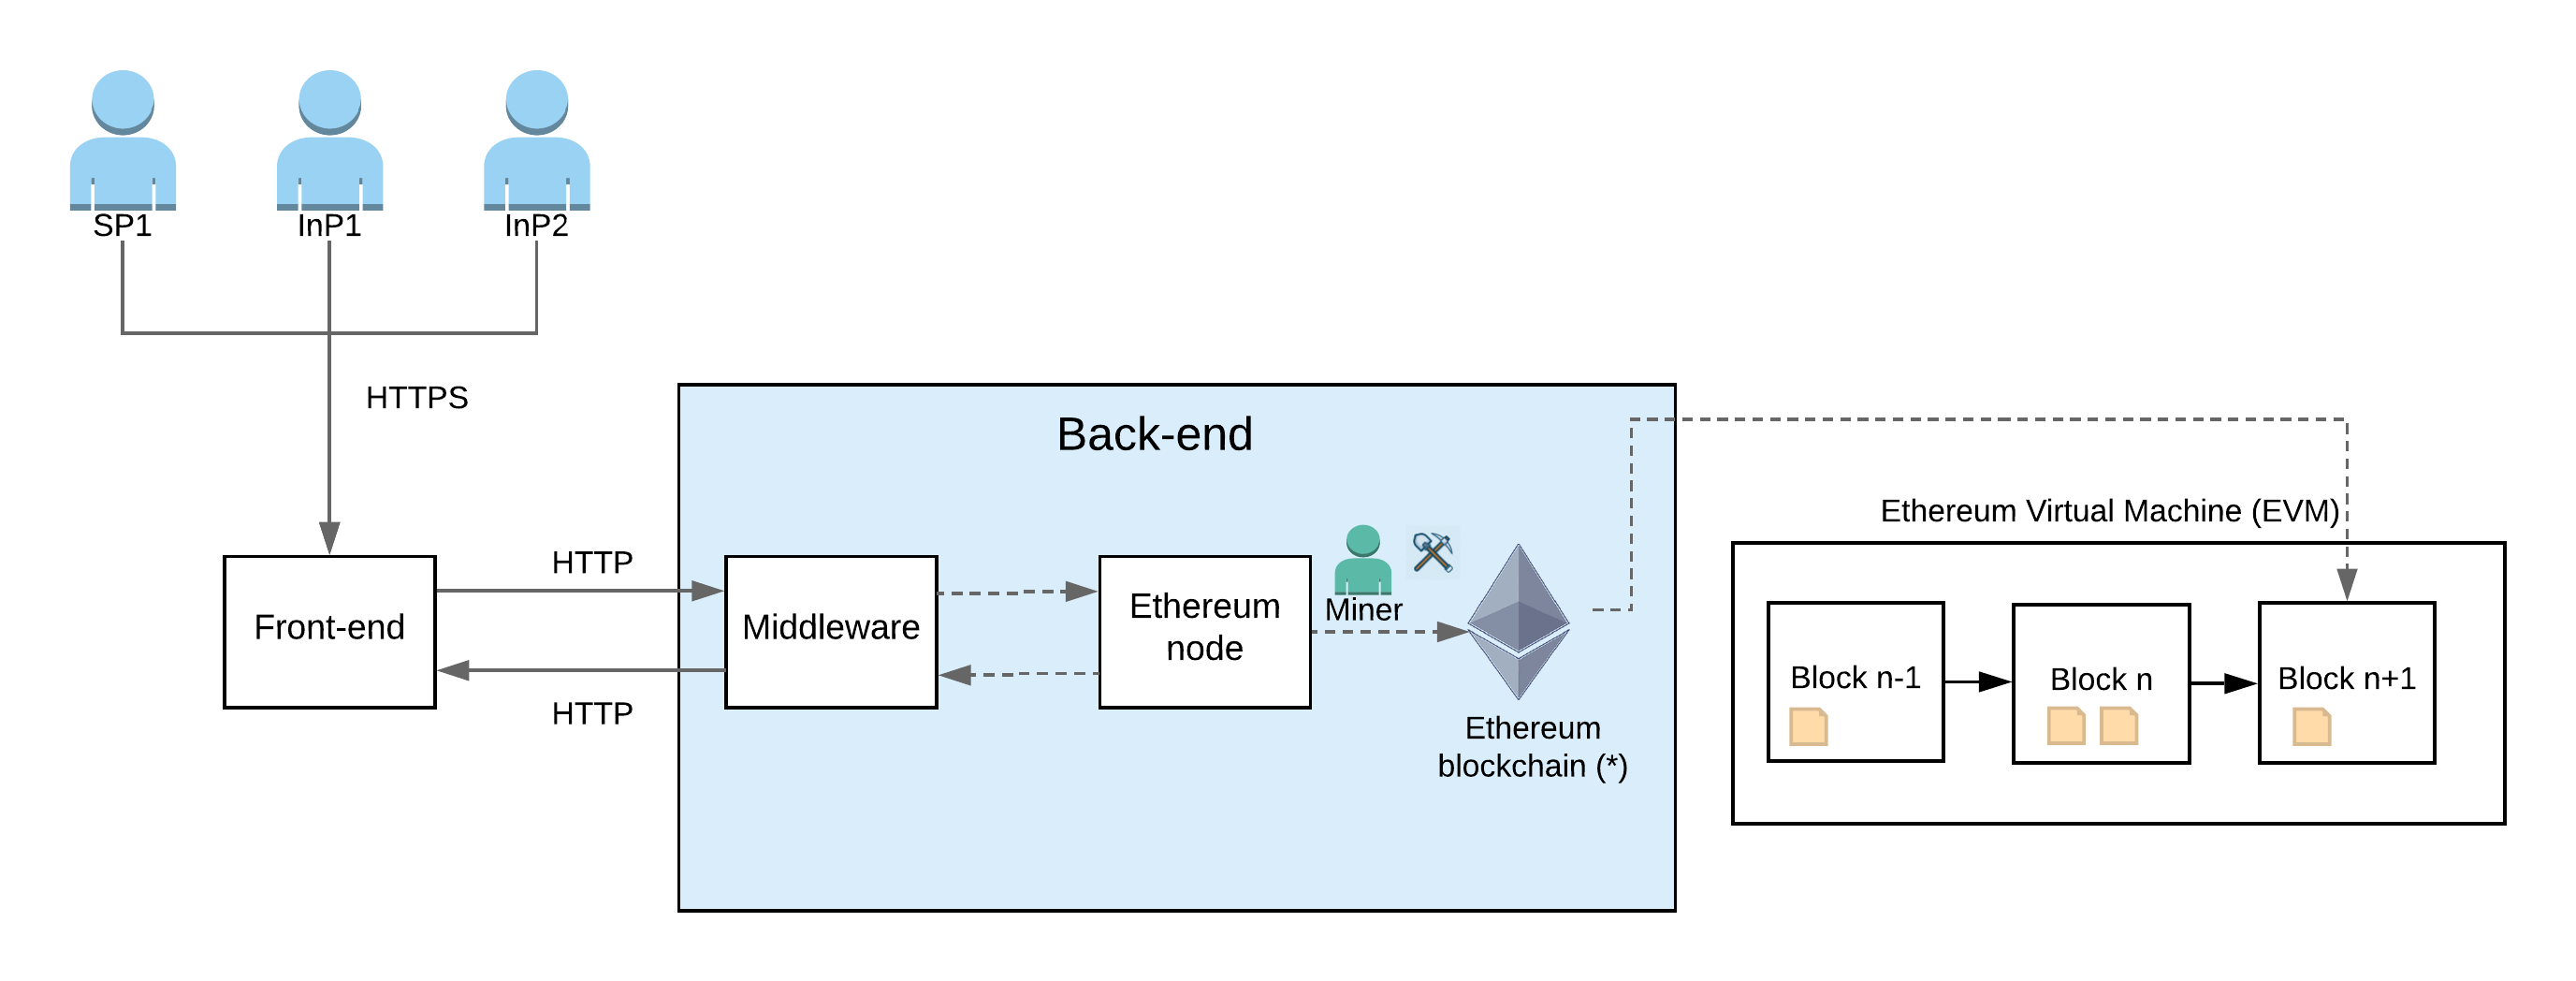 SP1
InP1
InP2
HTTPS
Back-end
Ethereum Virtual Machine (EVM)
HTTP
Miner
Front-end
Middleware
Ethereum
node
Block n-1
Block n
Block n+1
HTTP
Ethereum
blockchain (*)